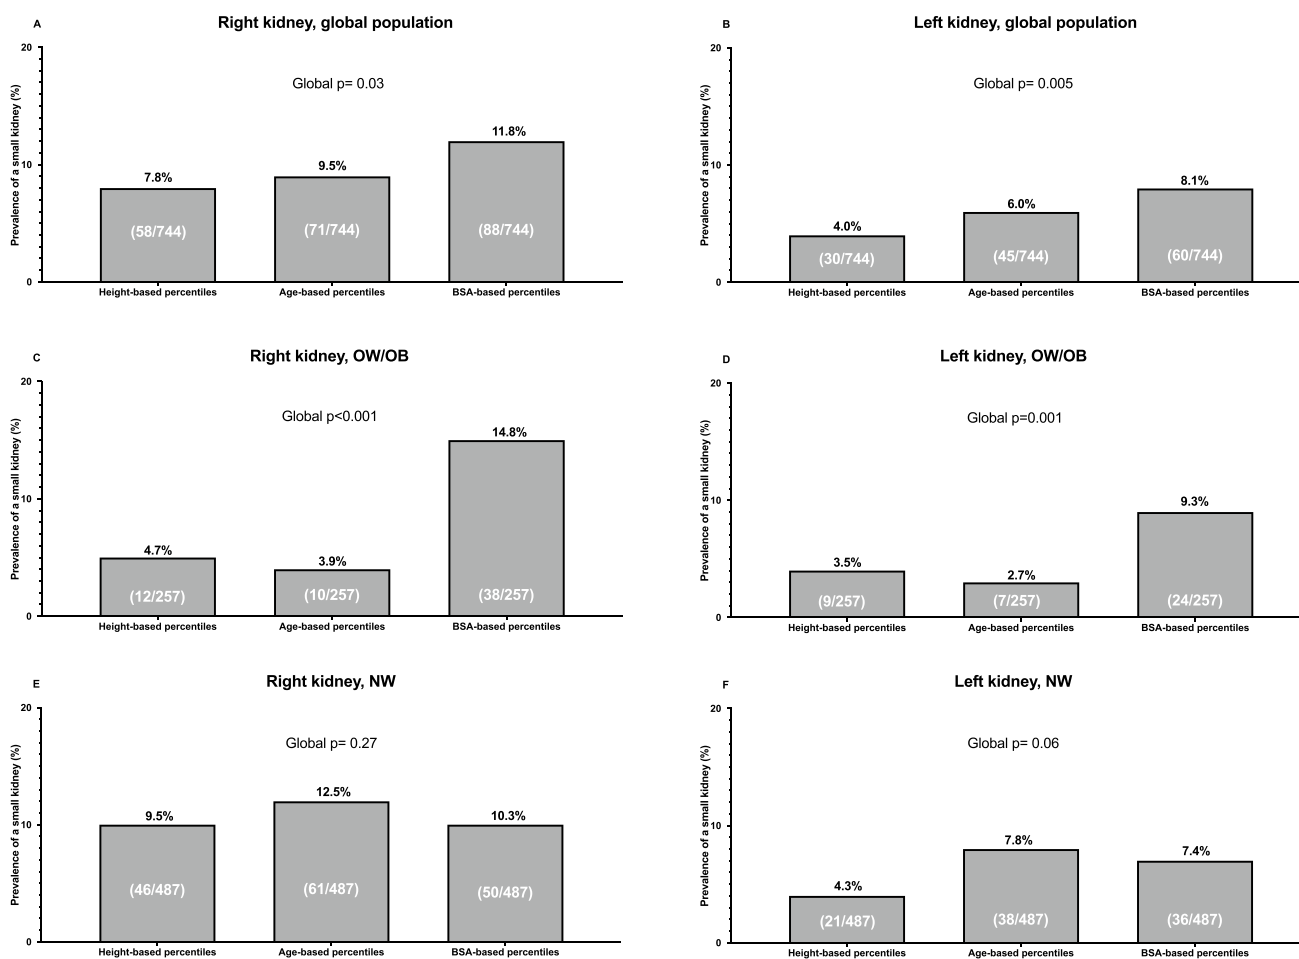 A
Right kidney, global population
Prevalence of a small kidney (%)
20
10
0
Global p= 0.03
7.8%
9.5%
11.8%
(58/744)
(71/744)
(88/744)
Height-based percentiles
Age-based percentiles
BSA-based percentiles
B
Left kidney, global population
Prevalence of a small kidney (%)
20
10
0
Global p= 0.005
4.0%
6.0%
8.1%
(30/744)
(45/744)
(60/744)
Height-based percentiles
Age-based percentiles
BSA-based percentiles
C
Right kidney, OW/OB
Prevalence of a small kidney (%)
20
10
0
Global p<0.001
4.7%
3.9%
14.8%
(12/257)
(10/257)
(38/257)
Height-based percentiles
Age-based percentiles
BSA-based percentiles
D
Left kidney, OW/OB
Prevalence of a small kidney (%)
20
10
0
Global p=0.001
3.5%
2.7%
9.3%
(9/257)
(7/257)
(24/257)
Height-based percentiles
Age-based percentiles
BSA-based percentiles
E
Right kidney, NW
Prevalence of a small kidney (%)
20
10
0
Global p= 0.27
9.5%
12.5%
10.3%
(46/487)
(61/487)
(50/487)
Height-based percentiles
Age-based percentiles
BSA-based percentiles
F
Left kidney, NW
Prevalence of a small kidney (%)
20
10
0
Global p= 0.06
4.3%
7.8%
7.4%
(21/487)
(38/487)
(36/487)
Height-based percentiles
Age-based percentiles
BSA-based percentiles